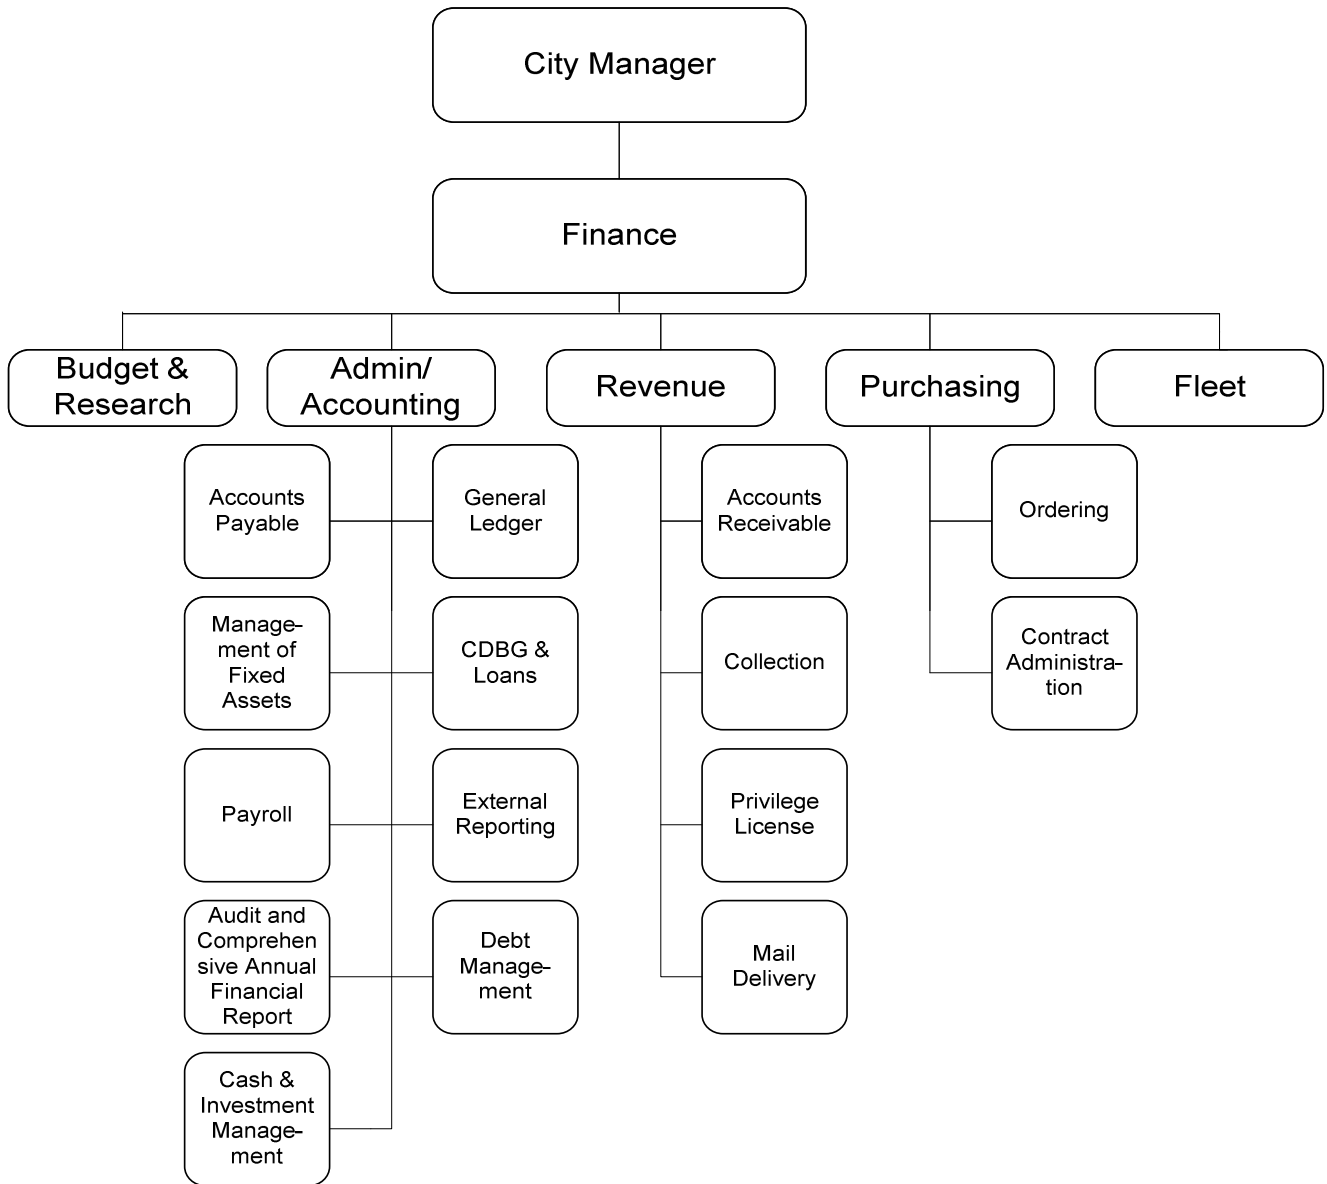 City Manager
Finance
Budget &
Research
Admin/
Accounting
Revenue
Purchasing
Fleet
Accounts
Payable
General
Ledger
Accounts
Receivable
Ordering
Manage-
ment of
Fixed
Assets
CDBG &
Loans
Collection
Contract
Administra-
tion
Payroll
External
Reporting
Privilege
License
Audit and
Comprehen
sive Annual
Financial
Report
Debt
Manage-
ment
Mail
Delivery
Cash &
Investment
Manage-
ment